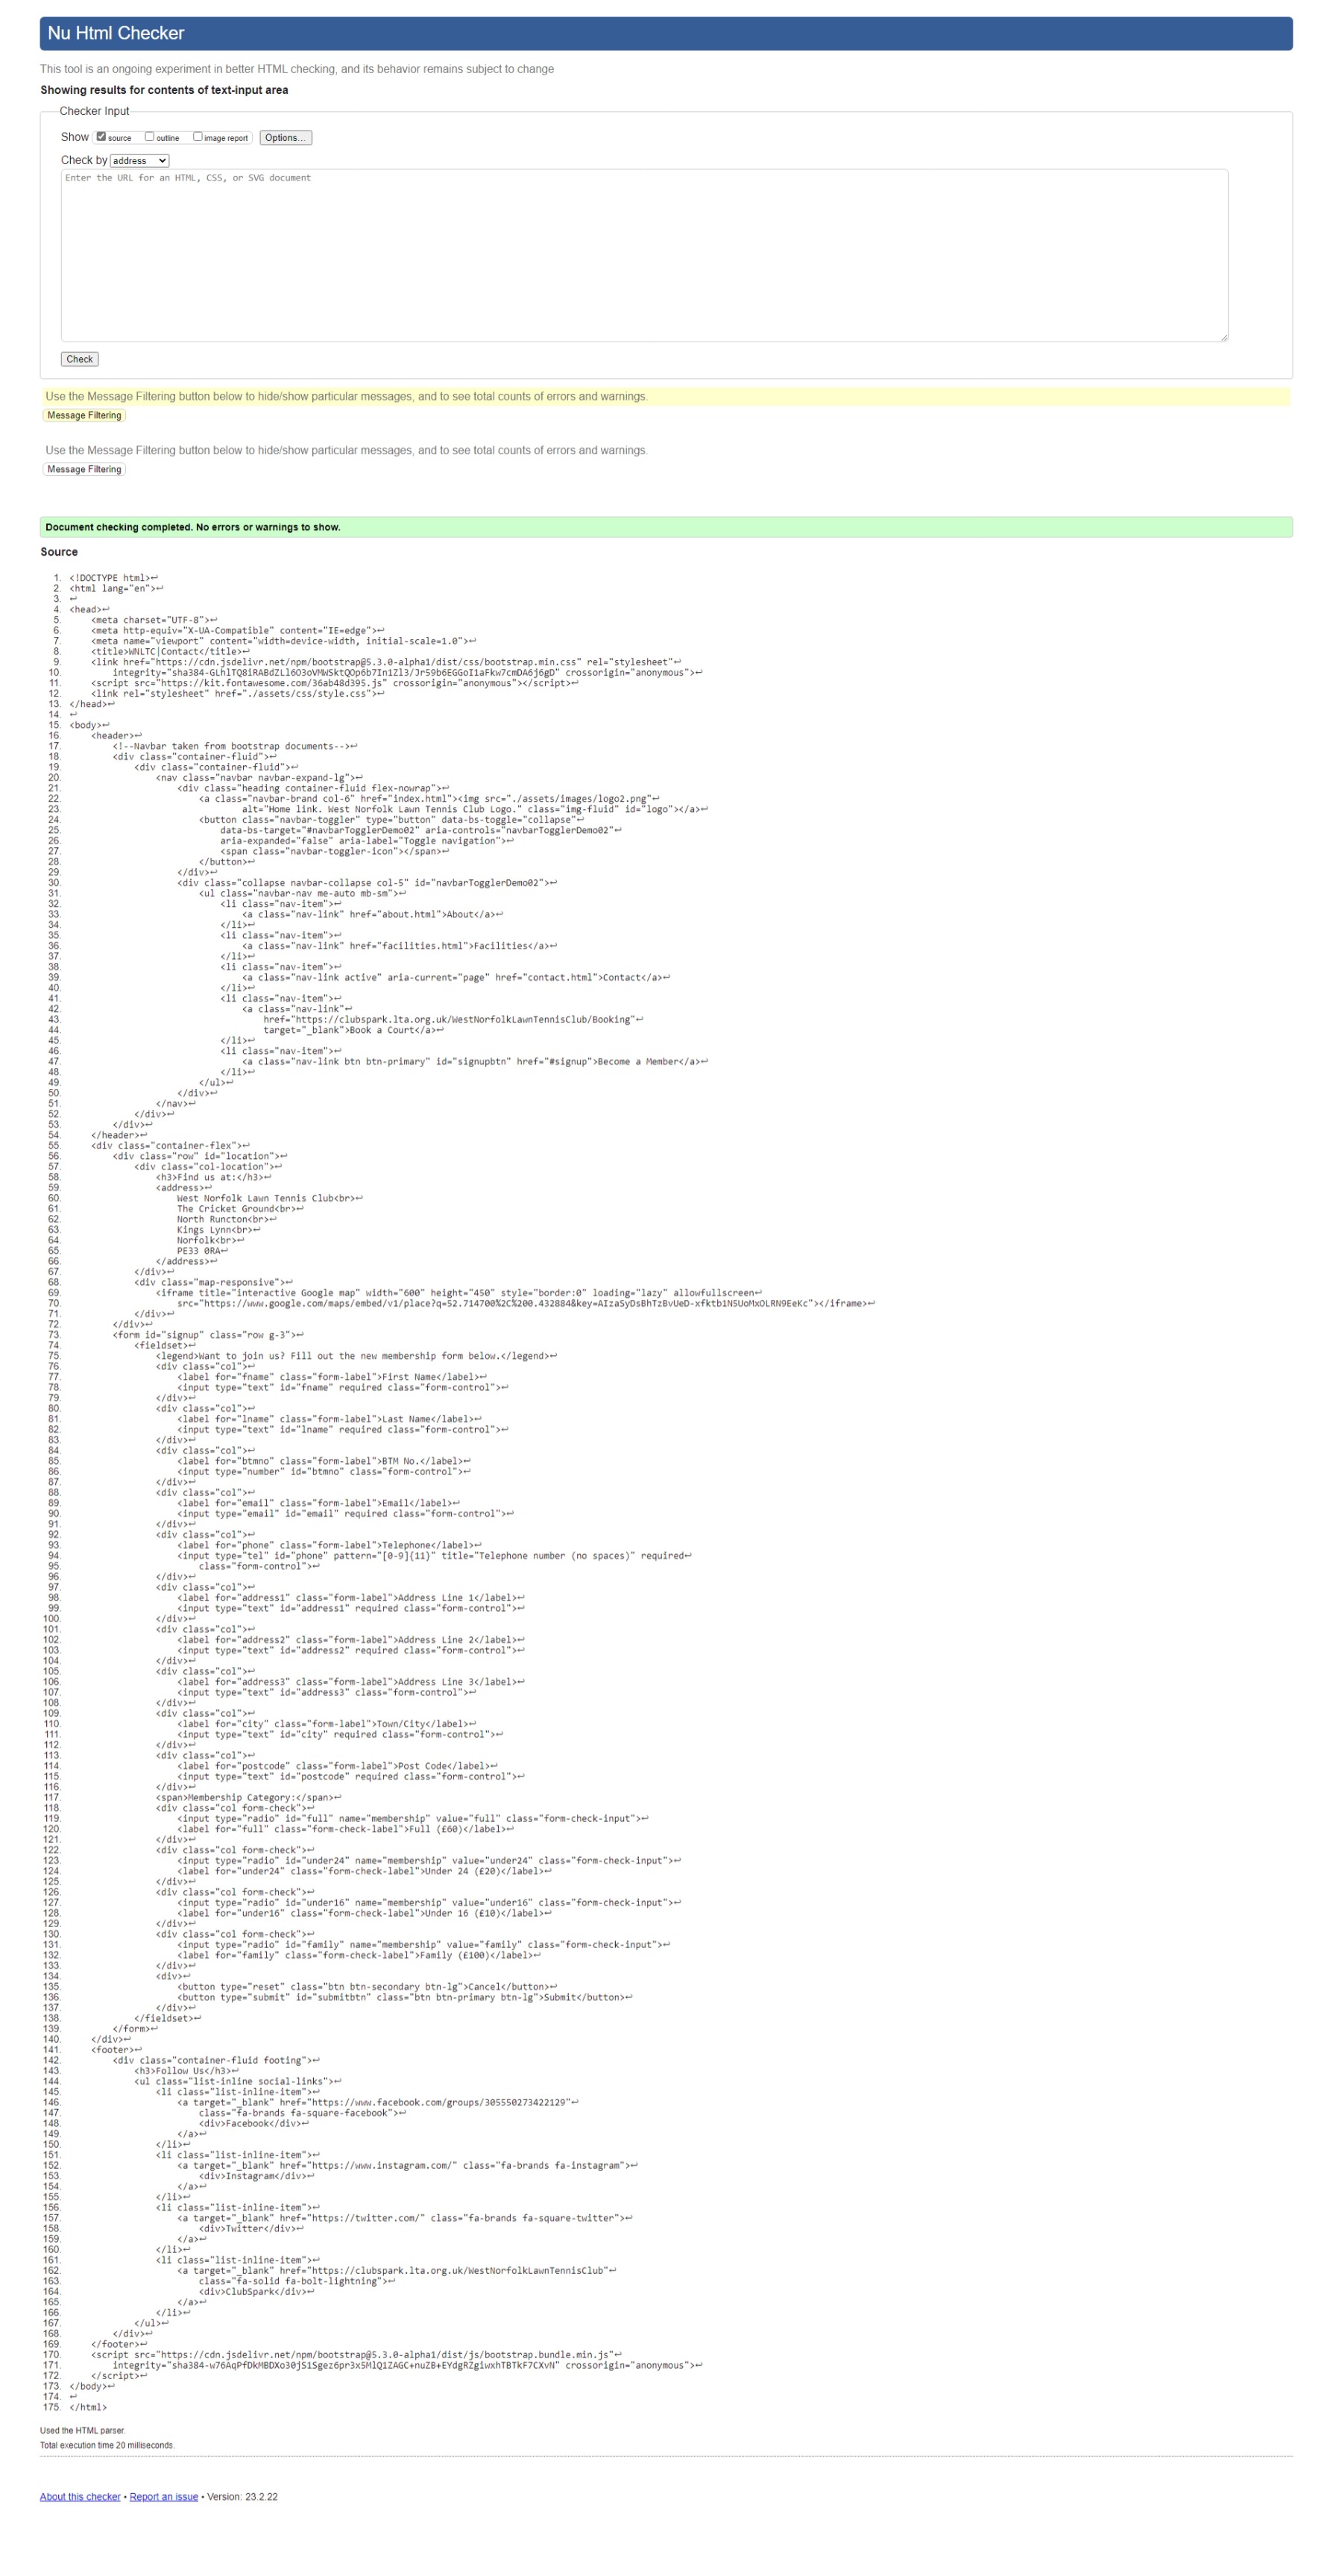 Nu Html Checker
This tool is an ongoing experiment in better HTML checking, and its behavior remains subject to change
Showing results for contents of text-input area
Checker Input
Show source outline image report Options...
Check by address
Enter the URL for an HTML, CSS, or SVG document
Check
Use the Message Filtering button below to hide/show particular messages, and to see total counts of errors and warnings.
Message Filtering
Use the Message Filtering button below to hide/show particular messages, and to see total counts of errors and warnings.
Message Filtering
Document checking completed. No errors or warnings to show.
Source
1. <!DOCTYPE html>↩
2. <html lang="en">↩
3. ↩
4. <head>↩
5. <meta charset="UTF-8">↩
6. <meta http-equiv="X-UA-Compatible" content="IE=edge">↩
7. <meta name="viewport" content="width=device-width, initial-scale=1.0">↩
8. <title>WNLTC|Contact</title>↩
9. <link href="https://cdn.jsdelivr.net/npm/bootstrap@5.3.0-alpha1/dist/css/bootstrap.min.css" rel="stylesheet"↩
10. integrity="sha384-GLhlTQ8iRABdZLl6O3oVMWSktQOp6b7In1Zl3/Jr59b6EGGoI1aFkw7cmDA6j6gD" crossorigin="anonymous">↩
11. <script src="https://kit.fontawesome.com/36ab48d395.js" crossorigin="anonymous"></script>↩
12. <link rel="stylesheet" href="./assets/css/style.css">↩
13. </head>↩
14. ↩
15. <body>↩
16. <header>↩
17. <!--Navbar taken from bootstrap documents-->↩
18. <div class="container-fluid">↩
19. <div class="container-fluid">↩
20. <nav class="navbar navbar-expand-lg">↩
21. <div class="heading container-fluid flex-nowrap">↩
22. <a class="navbar-brand col-6" href="index.html"><img src="./assets/images/logo2.png"↩
23. alt="Home link. West Norfolk Lawn Tennis Club Logo." class="img-fluid" id="logo"></a>↩
24. <button class="navbar-toggler" type="button" data-bs-toggle="collapse"↩
25. data-bs-target="#navbarTogglerDemo02" aria-controls="navbarTogglerDemo02"↩
26. aria-expanded="false" aria-label="Toggle navigation">↩
27. <span class="navbar-toggler-icon"></span>↩
28. </button>↩
29. </div>↩
30. <div class="collapse navbar-collapse col-5" id="navbarTogglerDemo02">↩
31. <ul class="navbar-nav me-auto mb-sm">↩
32. <li class="nav-item">↩
33. <a class="nav-link" href="about.html">About</a>↩
34. </li>↩
35. <li class="nav-item">↩
36. <a class="nav-link" href="facilities.html">Facilities</a>↩
37. </li>↩
38. <li class="nav-item">↩
39. <a class="nav-link active" aria-current="page" href="contact.html">Contact</a>↩
40. </li>↩
41. <li class="nav-item">↩
42. <a class="nav-link"↩
43. href="https://clubspark.lta.org.uk/WestNorfolkLawnTennisClub/Booking"↩
44. target="_blank">Book a Court</a>↩
45. </li>↩
46. <li class="nav-item">↩
47. <a class="nav-link btn btn-primary" id="signupbtn" href="#signup">Become a Member</a>↩
48. </li>↩
49. </ul>↩
50. </div>↩
51. </nav>↩
52. </div>↩
53. </div>↩
54. </header>↩
55. <div class="container-flex">↩
56. <div class="row" id="location">↩
57. <div class="col-location">↩
58. <h3>Find us at:</h3>↩
59. <address>↩
60. West Norfolk Lawn Tennis Club<br>↩
61. The Cricket Ground<br>↩
62. North Runcton<br>↩
63. Kings Lynn<br>↩
64. Norfolk<br>↩
65. PE33 0RA↩
66. </address>↩
67. </div>↩
68. <div class="map-responsive">↩
69. <iframe title="interactive Google map" width="600" height="450" style="border:0" loading="lazy" allowfullscreen↩
70. src="https://www.google.com/maps/embed/v1/place?q=52.714700%2C%200.432884&key=AIzaSyDsBhTzBvUeD-xfktb1NSUoMxOLRN9EeKc"></iframe>↩
71. </div>↩
72. </div>↩
73. <form id="signup" class="row g-3">↩
74. <fieldset>↩
75. <legend>Want to join us? Fill out the new membership form below.</legend>↩
76. <div class="col">↩
77. <label for="fname" class="form-label">First Name</label>↩
78. <input type="text" id="fname" required class="form-control">↩
79. </div>↩
80. <div class="col">↩
81. <label for="lname" class="form-label">Last Name</label>↩
82. <input type="text" id="lname" required class="form-control">↩
83. </div>↩
84. <div class="col">↩
85. <label for="btmno" class="form-label">BTM No.</label>↩
86. <input type="number" id="btmno" class="form-control">↩
87. </div>↩
88. <div class="col">↩
89. <label for="email" class="form-label">Email</label>↩
90. <input type="email" id="email" required class="form-control">↩
91. </div>↩
92. <div class="col">↩
93. <label for="phone" class="form-label">Telephone</label>↩
94. <input type="tel" id="phone" pattern="[0-9]{11}" title="Telephone number (no spaces)" required↩
95. class="form-control">↩
96. </div>↩
97. <div class="col">↩
98. <label for="address1" class="form-label">Address Line 1</label>↩
99. <input type="text" id="address1" required class="form-control">↩
100. </div>↩
101. <div class="col">↩
102. <label for="address2" class="form-label">Address Line 2</label>↩
103. <input type="text" id="address2" required class="form-control">↩
104. </div>↩
105. <div class="col">↩
106. <label for="address3" class="form-label">Address Line 3</label>↩
107. <input type="text" id="address3" class="form-control">↩
108. </div>↩
109. <div class="col">↩
110. <label for="city" class="form-label">Town/City</label>↩
111. <input type="text" id="city" required class="form-control">↩
112. </div>↩
113. <div class="col">↩
114. <label for="postcode" class="form-label">Post Code</label>↩
115. <input type="text" id="postcode" required class="form-control">↩
116. </div>↩
117. <span>Membership Category:</span>↩
118. <div class="col form-check">↩
119. <input type="radio" id="full" name="membership" value="full" class="form-check-input">↩
120. <label for="full" class="form-check-label">Full (£60)</label>↩
121. </div>↩
122. <div class="col form-check">↩
123. <input type="radio" id="under24" name="membership" value="under24" class="form-check-input">↩
124. <label for="under24" class="form-check-label">Under 24 (£20)</label>↩
125. </div>↩
126. <div class="col form-check">↩
127. <input type="radio" id="under16" name="membership" value="under16" class="form-check-input">↩
128. <label for="under16" class="form-check-label">Under 16 (£10)</label>↩
129. </div>↩
130. <div class="col form-check">↩
131. <input type="radio" id="family" name="membership" value="family" class="form-check-input">↩
132. <label for="family" class="form-check-label">Family (£100)</label>↩
133. </div>↩
134. <div>↩
135. <button type="reset" class="btn btn-secondary btn-lg">Cancel</button>↩
136. <button type="submit" id="submitbtn" class="btn btn-primary btn-lg">Submit</button>↩
137. </div>↩
138. </fieldset>↩
139. </form>↩
140. </div>↩
141. <footer>↩
142. <div class="container-fluid footing">↩
143. <h3>Follow Us</h3>↩
144. <ul class="list-inline social-links">↩
145. <li class="list-inline-item">↩
146. <a target="_blank" href="https://www.facebook.com/groups/305550273422129"↩
147. class="fa-brands fa-square-facebook">↩
148. <div>Facebook</div>↩
149. </a>↩
150. </li>↩
151. <li class="list-inline-item">↩
152. <a target="_blank" href="https://www.instagram.com/" class="fa-brands fa-instagram">↩
153. <div>Instagram</div>↩
154. </a>↩
155. </li>↩
156. <li class="list-inline-item">↩
157. <a target="_blank" href="https://twitter.com/" class="fa-brands fa-square-twitter">↩
158. <div>Twitter</div>↩
159. </a>↩
160. </li>↩
161. <li class="list-inline-item">↩
162. <a target="_blank" href="https://clubspark.lta.org.uk/WestNorfolkLawnTennisClub"↩
163. class="fa-solid fa-bolt-lightning">↩
164. <div>ClubSpark</div>↩
165. </a>↩
166. </li>↩
167. </ul>↩
168. </div>↩
169. </footer>↩
170. <script src="https://cdn.jsdelivr.net/npm/bootstrap@5.3.0-alpha1/dist/js/bootstrap.bundle.min.js"↩
171. integrity="sha384-w76AqPfDkMBDXo30jS1Sgez6pr3x5MlQ1ZAGC+nuZB+EYdgRZgiwxhTBTkF7CXvN" crossorigin="anonymous">↩
172. </script>↩
173. </body>↩
174. ↩
175. </html>
Used the HTML parser.
Total execution time 20 milliseconds.
About this checker • Report an issue • Version: 23.2.22